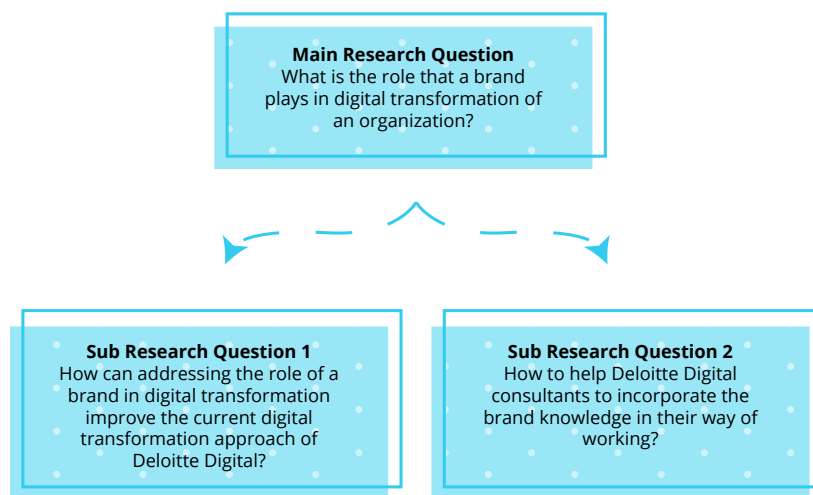 Main Research Question
What is the role that a brand
plays in digital transformation of
an organization?
Sub Research Question 1
How can addressing the role of a
brand in digital transformation
improve the current digital
transformation approach of
Deloitte Digital?
Sub Research Question 2
How to help Deloitte Digital
consultants to incorporate the
brand knowledge in their way of
working?